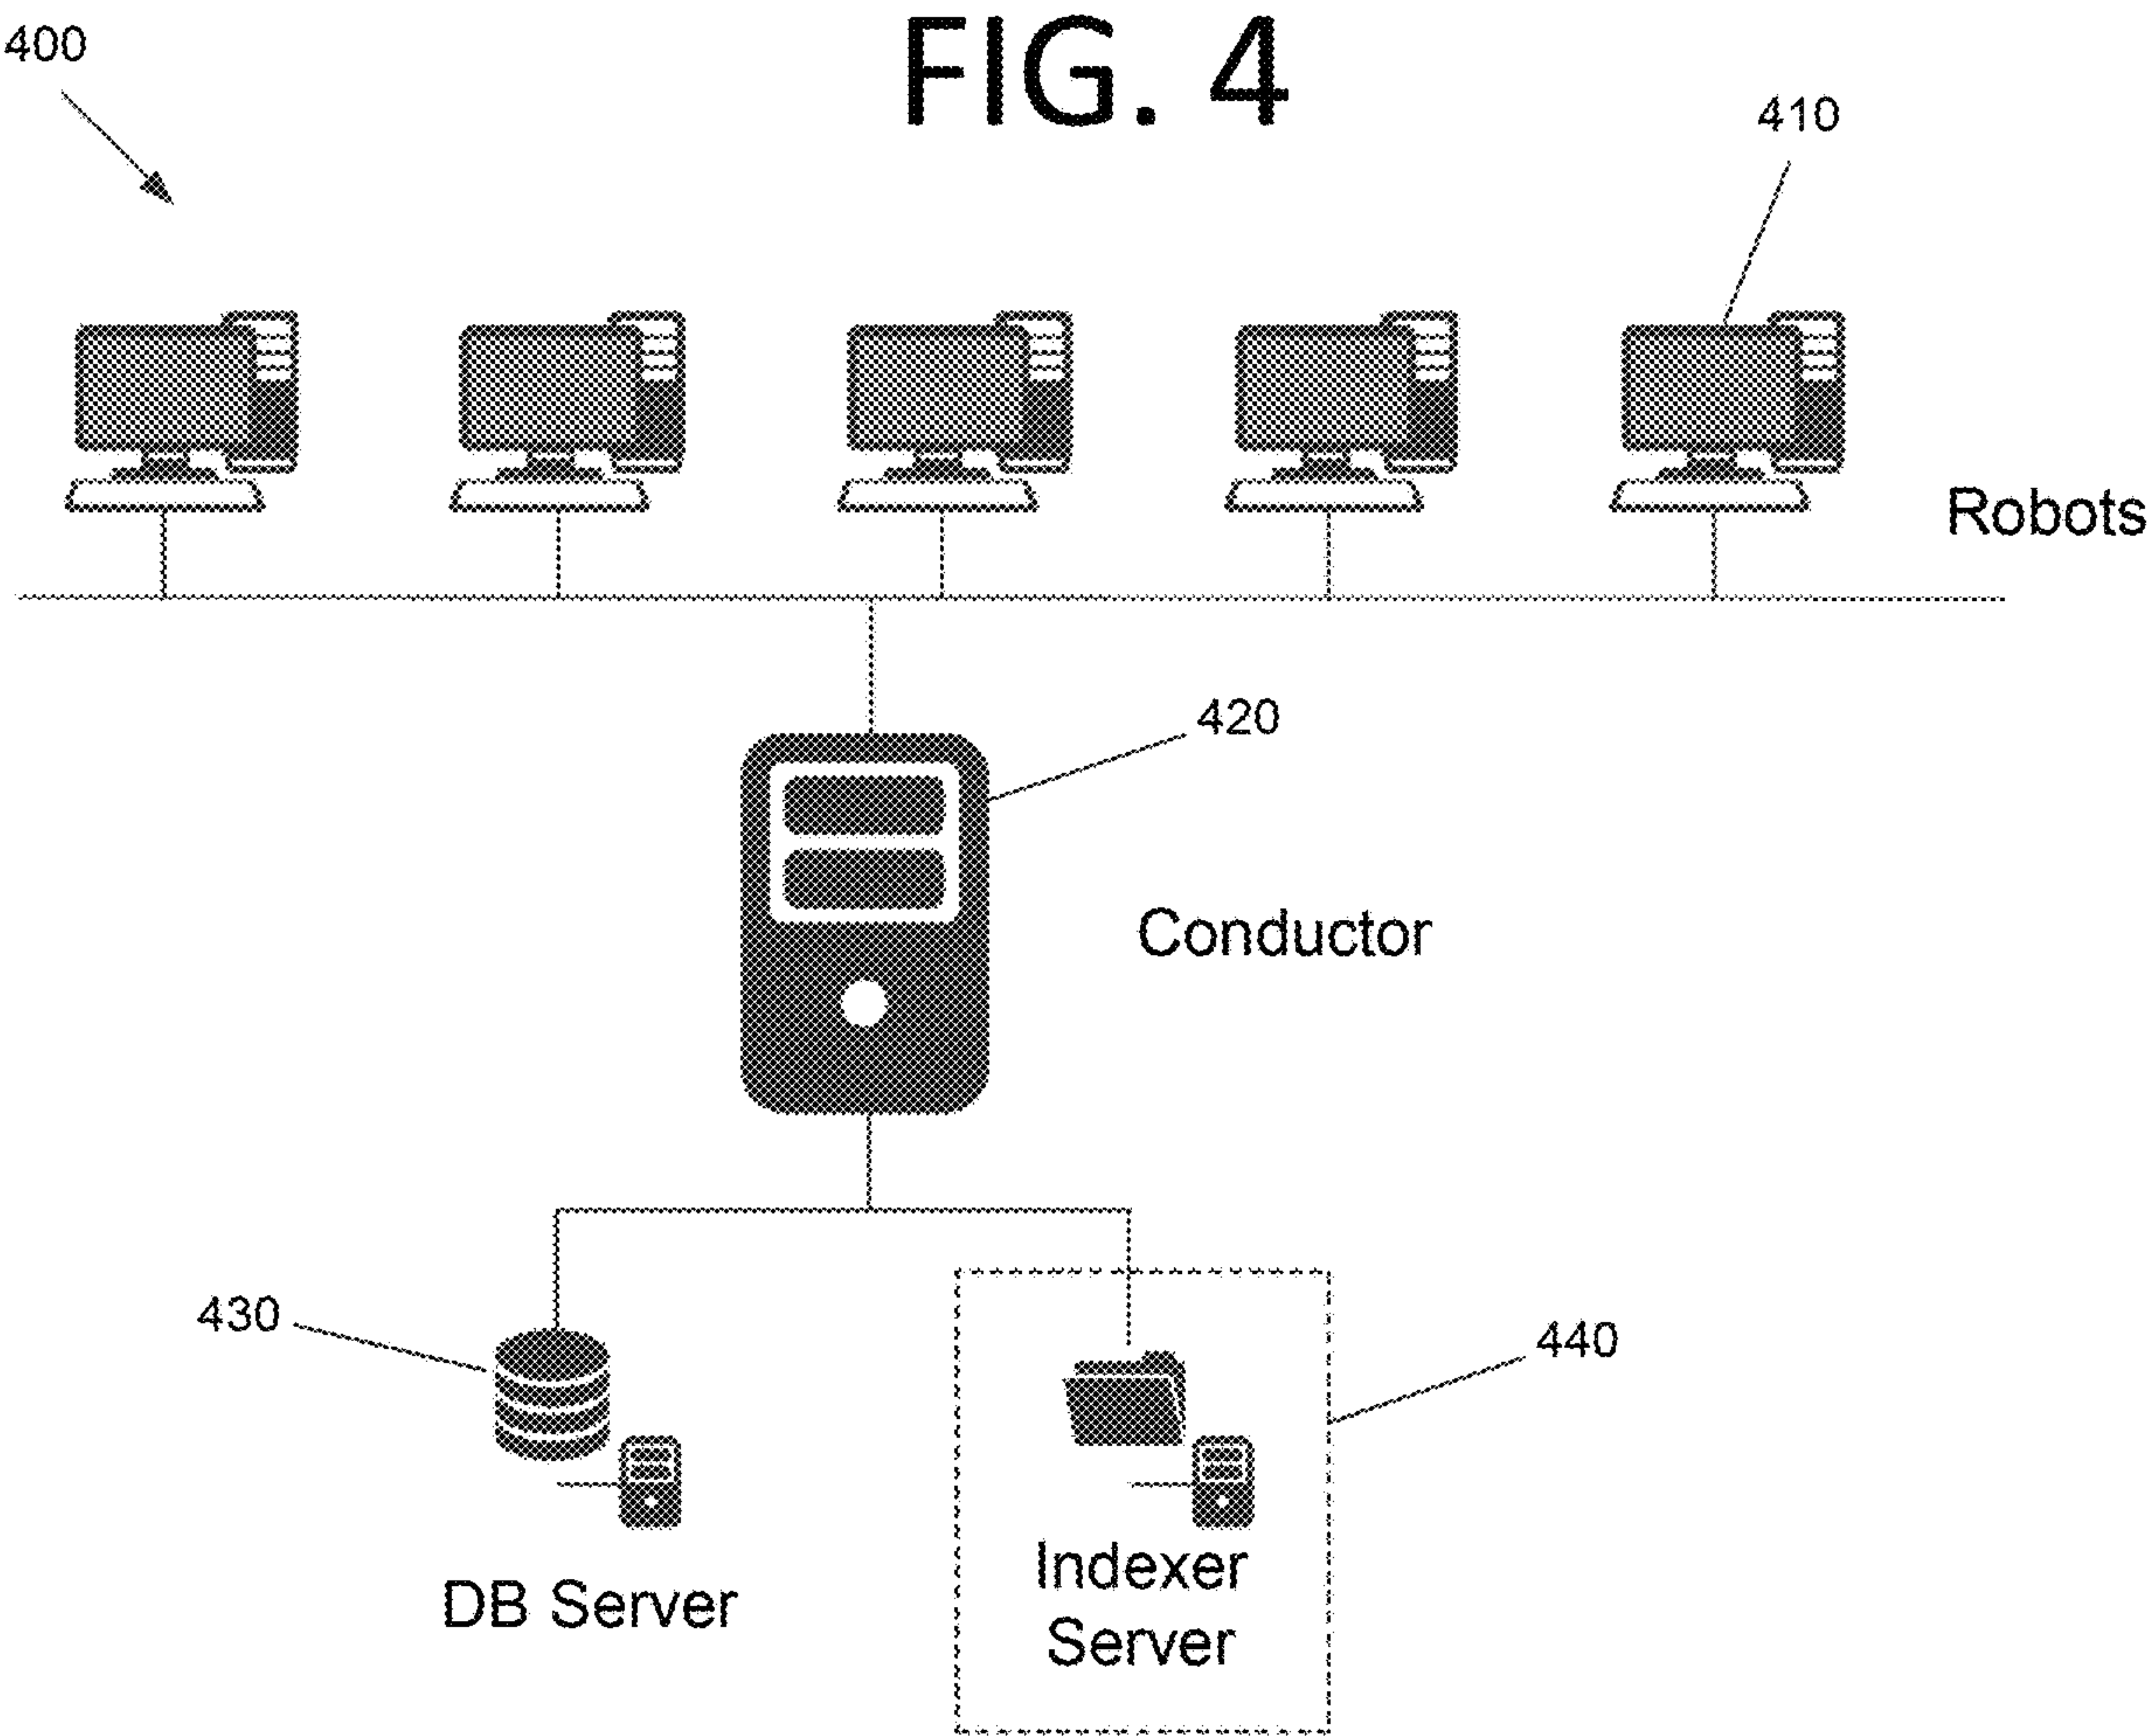 FIG. 4
400
410
Robots
420
Conductor
430
440
DB Server
Indexer
Server